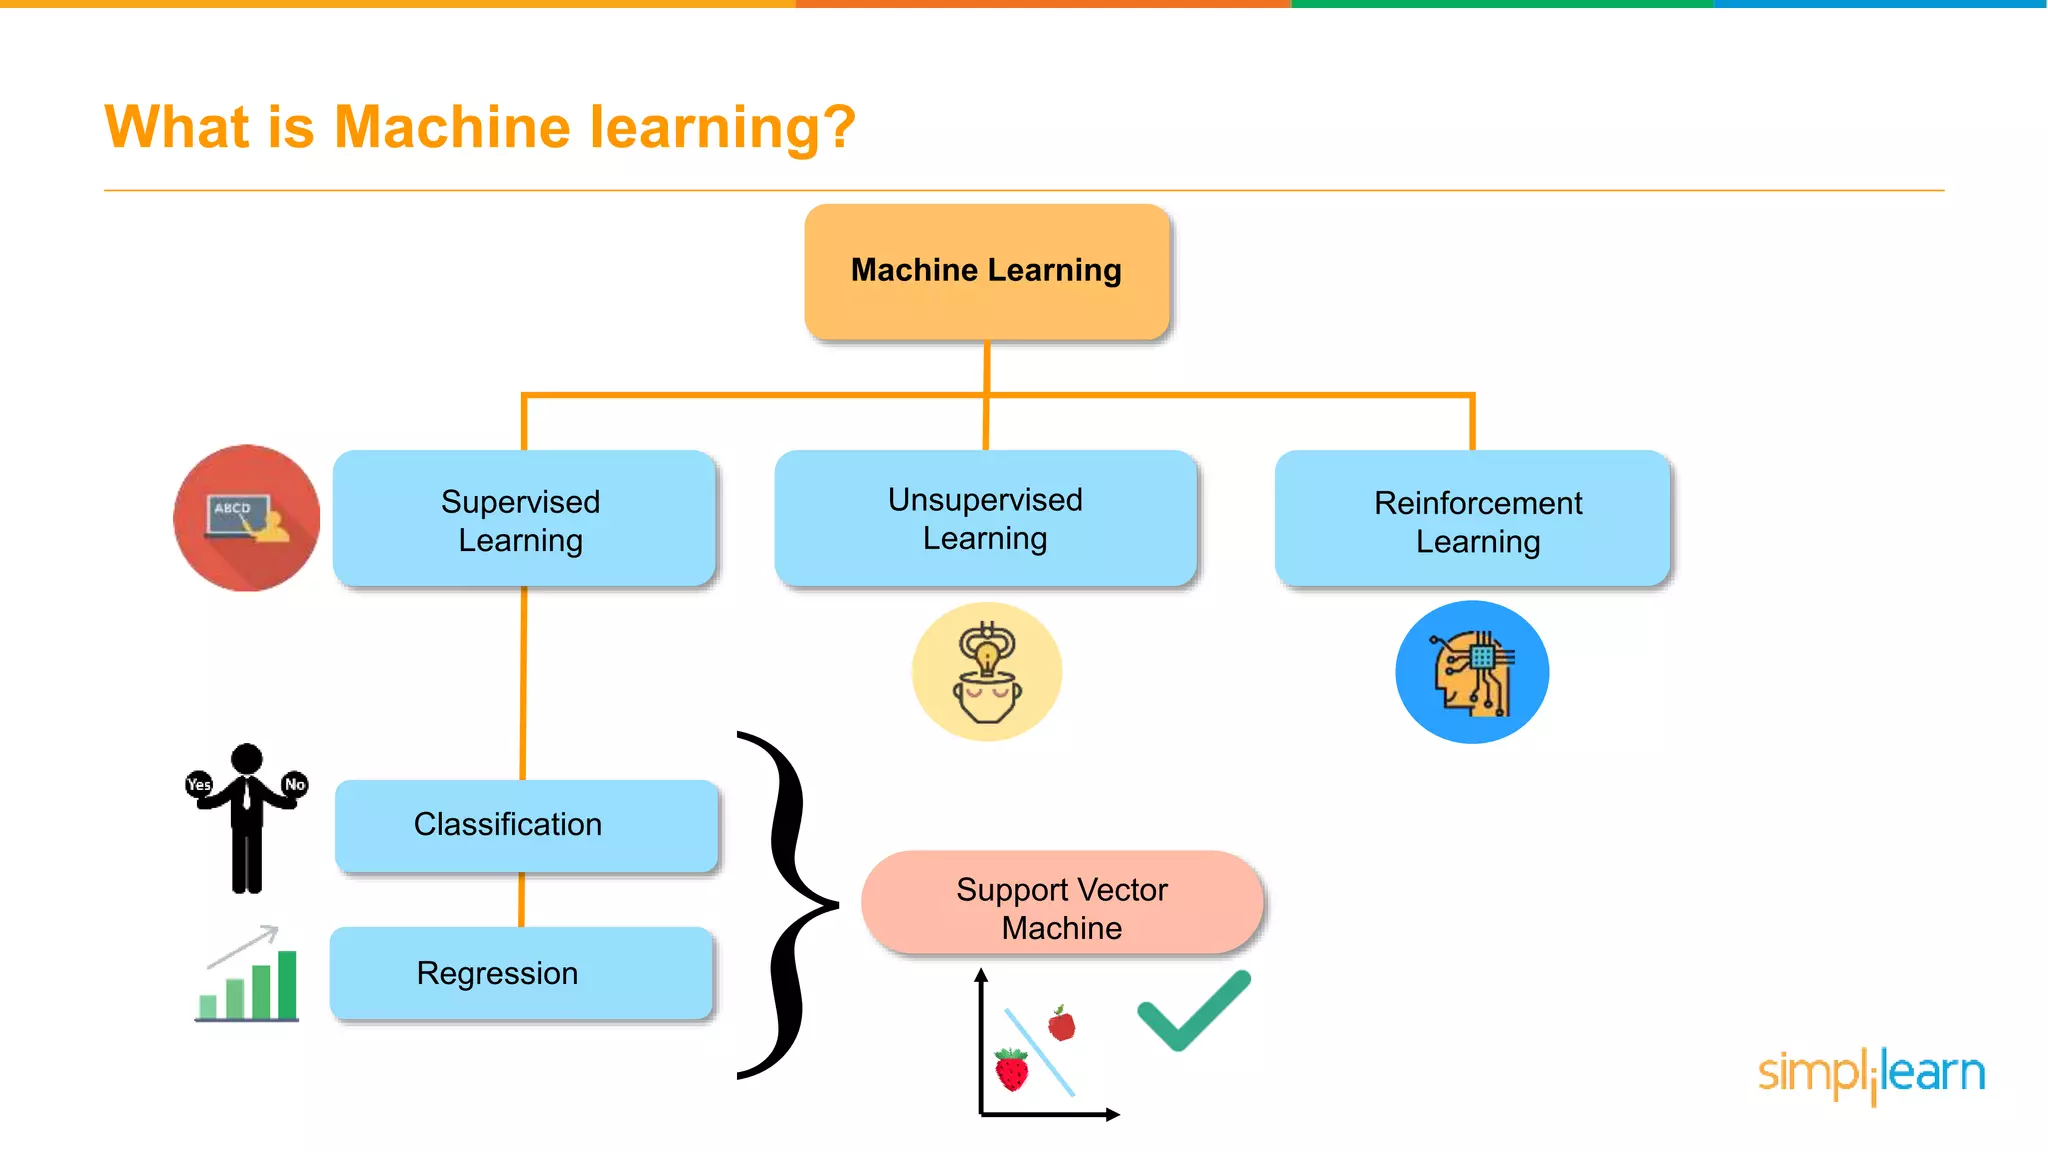 What is Machine learning?
Machine Learning
Supervised
Learning
Unsupervised
Learning
Reinforcement
Learning
ABCD
Yes
No
Classification
Regression
Support Vector
Machine
simplilearn